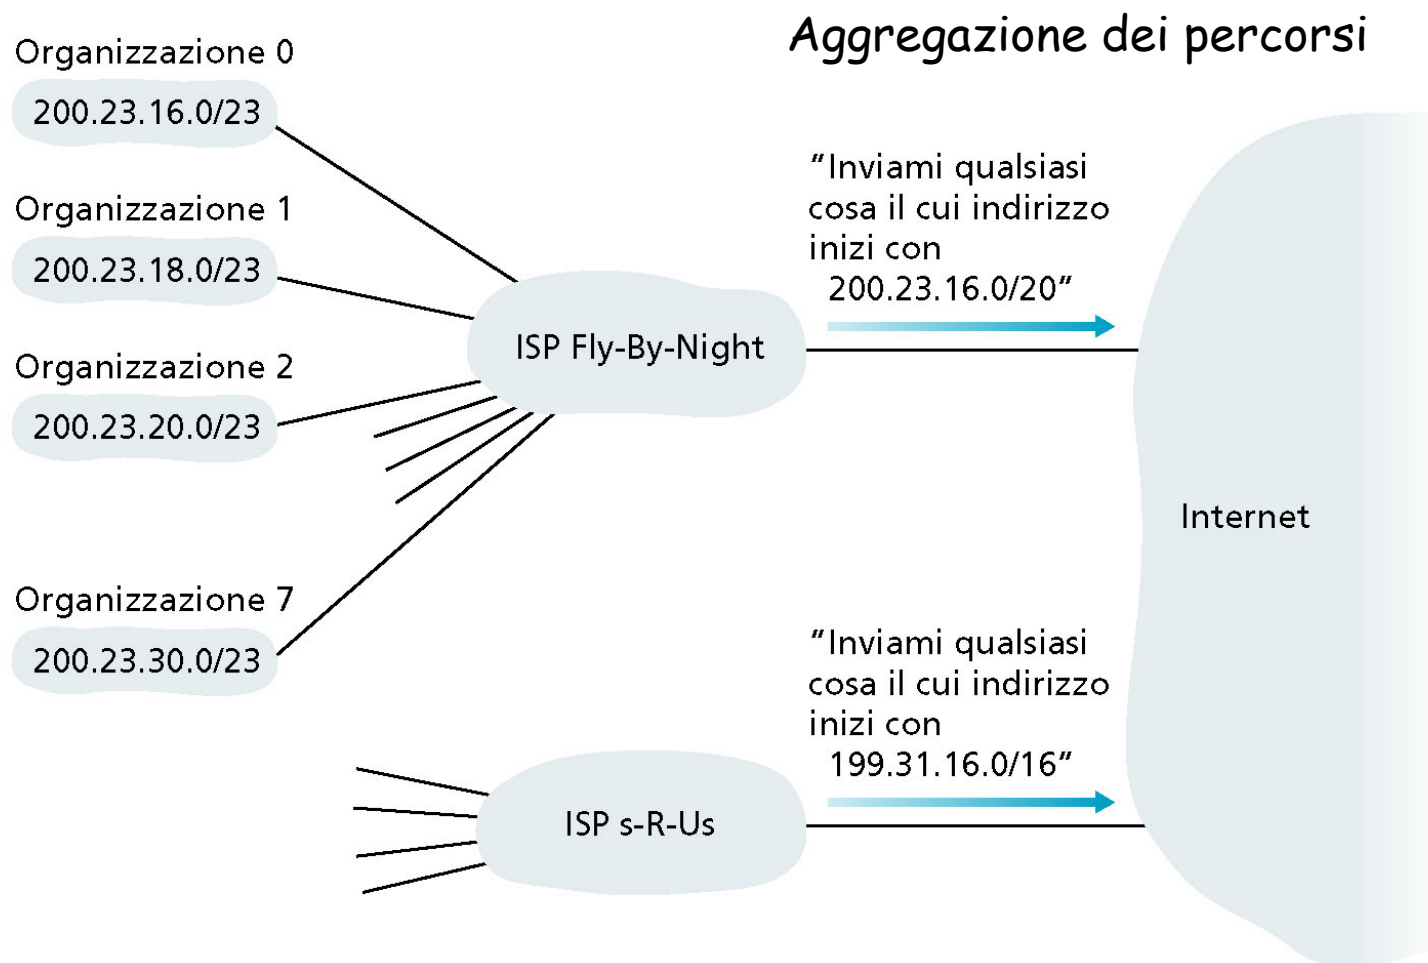 Aggregazione dei percorsi
Organizzazione 0
200.23.16.0/23
Organizzazione 1
200.23.18.0/23
Organizzazione 2
200.23.20.0/23
Organizzazione 7
200.23.30.0/23
ISP Fly-By-Night
"Inviami qualsiasi
cosa il cui indirizzo
inizi con
200.23.16.0/20"
Internet
ISP s-R-Us
"Inviami qualsiasi
cosa il cui indirizzo
inizi con
199.31.16.0/16"